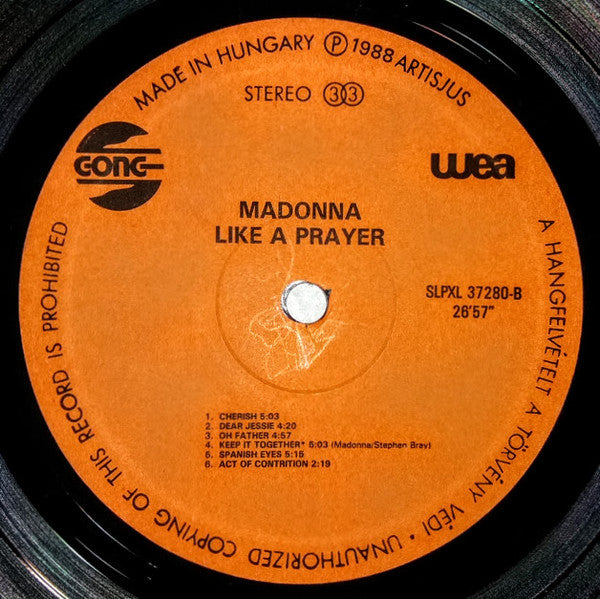 MADE IN HUNGARY Ⓟ 1988 ARTISJUS
STEREO 33
GONG
wea
MADONNA
LIKE A PRAYER
SLPXL 37280-B
26'57"
1. CHERISH 5:03
2. DEAR JESSIE 4:20
3. OH FATHER 4:57
4. KEEP IT TOGETHER* 5:03 (Madonna/Stephen Bray)
5. SPANISH EYES 5:15
6. ACT OF CONTRITION 2:19
A HANGFELVÉTELT A TÖRVÉNY VÉDI • UNAUTHORIZED COPYING OF THIS RECORD IS PROHIBITED